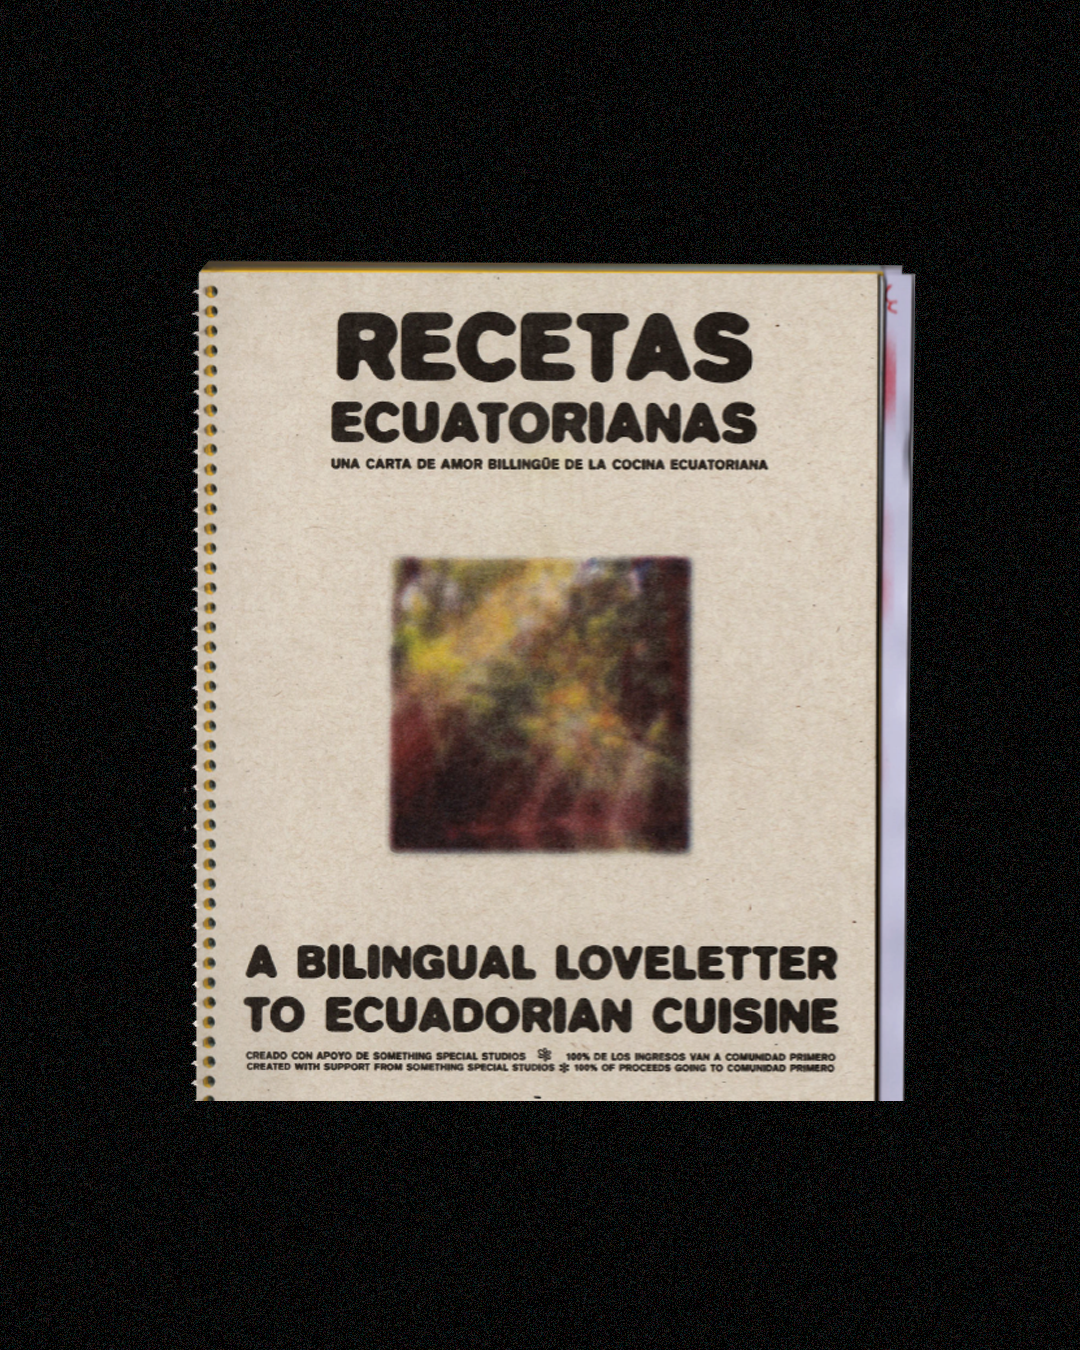 RECETAS
ECUATORIANAS
UNA CARTA DE AMOR BILLINGÜE DE LA COCINA ECUATORIANA
A BILINGUAL LOVELETTER
TO ECUADORIAN CUISINE
CREADO CON APOYO DE SOMETHING SPECIAL STUDIOS ✻ 100% DE LOS INGRESOS VAN A COMUNIDAD PRIMERO
CREATED WITH SUPPORT FROM SOMETHING SPECIAL STUDIOS ✻ 100% OF PROCEEDS GOING TO COMUNIDAD PRIMERO